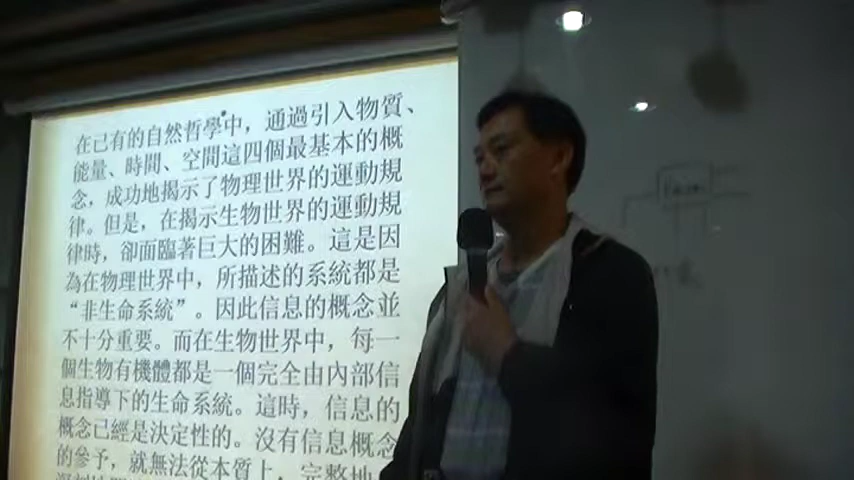 在己有的自然哲學中，通過引入物質、
能量、時間、空間這四個最基本的概
念，成功地揭示了物理世界的運動規
律。但是，在揭示生物世界的運動規
律時，卻面臨著巨大的困難。這是因
為在物理世界中，所描述的系統都是
“非生命系統”。因此信息的概念並
不十分重要。而在生物世界中，每一
個生物有機體都是一個完全由內部信
息指導下的生命系統。這時，信息的
概念已經是決定性的。沒有信息概念
的參予，就無法從本質上，完整地